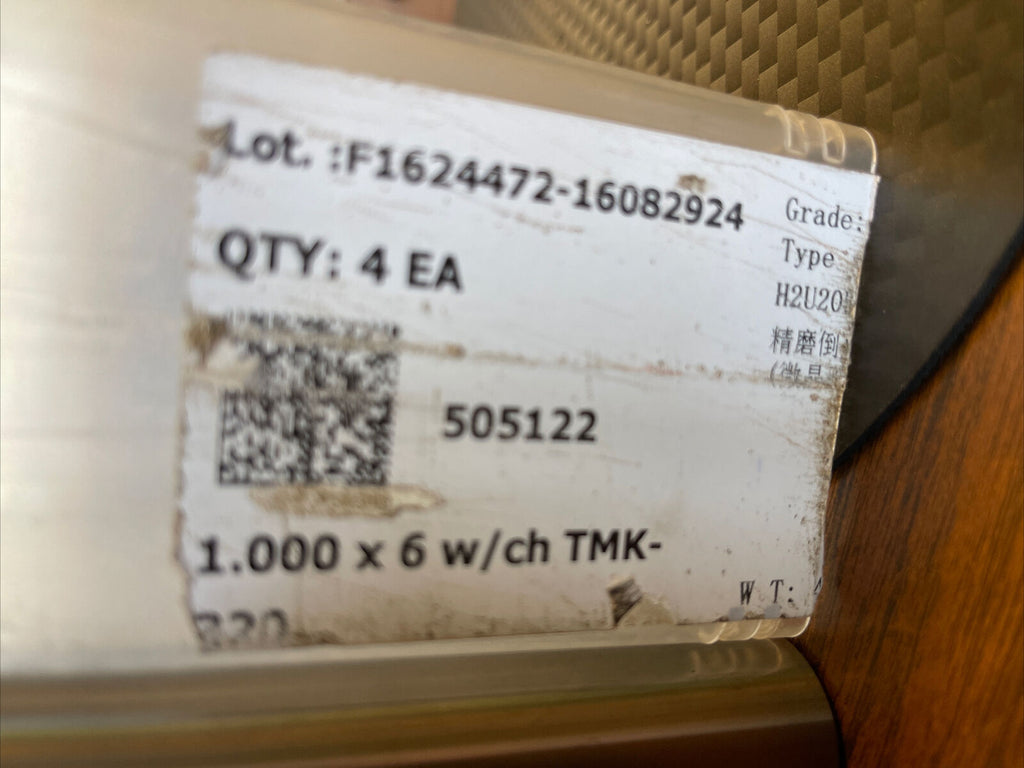 Lot. :F1624472-16082924
QTY: 4 EA
505122
1.000 x 6 w/ch TMK-
Grade:
Type
H2U20
精磨倒
W T: